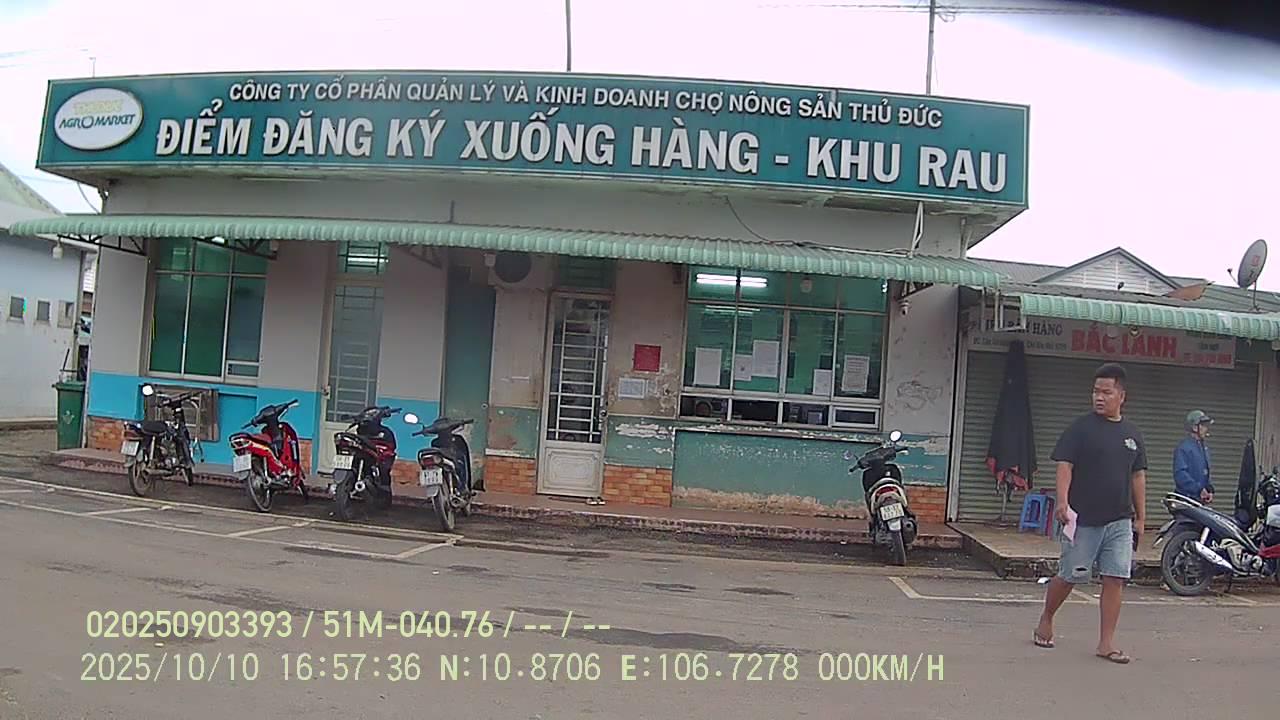 CÔNG TY CỔ PHẦN QUẢN LÝ VÀ KINH DOANH CHỢ NÔNG SẢN THỦ ĐỨC
THUDUC
AGROMARKET
ĐIỂM ĐĂNG KÝ XUỐNG HÀNG - KHU RAU
HÀNG
BẮC LÀNH
020250903393 / 51M-040.76 / -- / --
2025/10/10 16:57:36 N:10.8706 E:106.7278 000KM/H